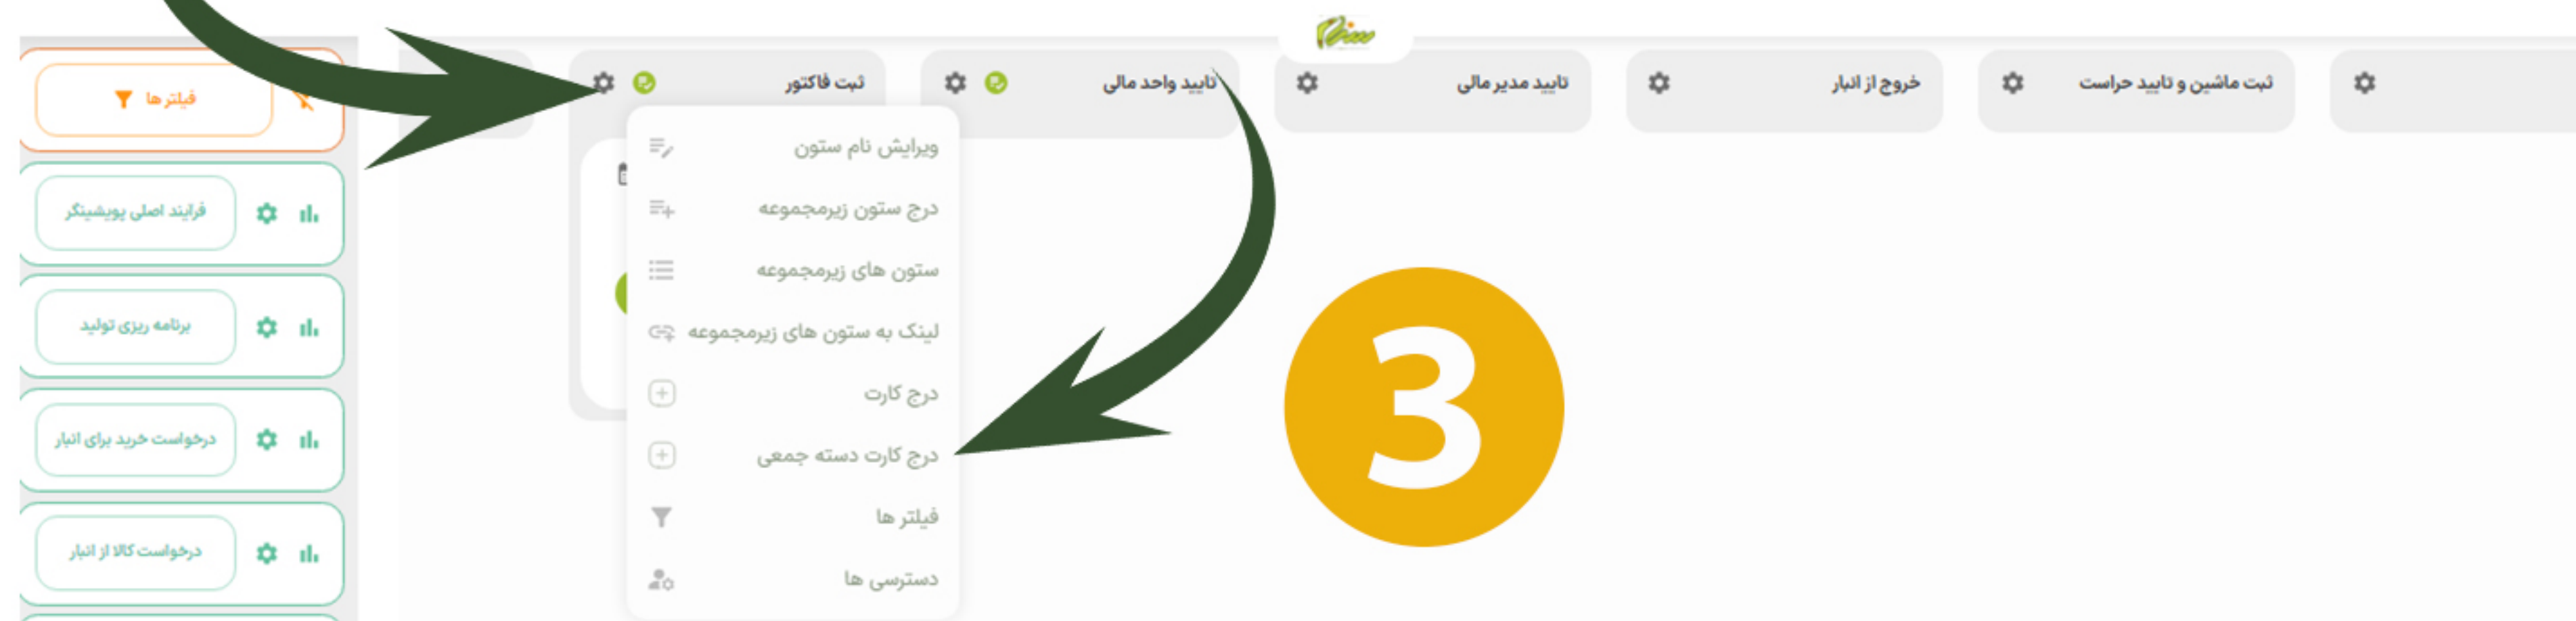 ثبت فاکتور
تایید واحد مالی
تایید مدیر مالی
خروج از انبار
ثبت ماشین و تایید حراست
فیلتر ها
فرآیند اصلی پویشینگر
برنامه ریزی تولید
درخواست خرید برای انبار
درخواست کالا از انبار
ویرایش نام ستون
درج ستون زیرمجموعه
ستون های زیرمجموعه
لینک به ستون های زیرمجموعه
درج کارت
درج کارت دسته جمعی
فیلتر ها
دسترسی ها
3